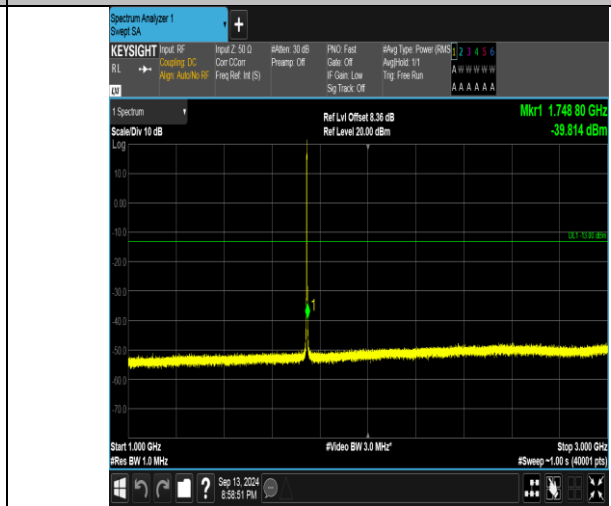 Spectrum Analyzer 1
Swept SA
+
KEYSIGHT
RL
Input: RF
Coupling: DC
Align: Auto/No RF
Input Z: 50 Ω
Corr CCorr
Freq Ref: Int (S)
#Atten: 30 dB
Preamp: Off
PNO: Fast
Gate: Off
IF Gain: Low
Sig Track: Off
#Avg Type: Power (RMS
Avg|Hold: 1/1
Trig: Free Run
1 2 3 4 5 6
A W W W W W
A A A A A A
1 Spectrum
Scale/Div 10 dB
Log
Ref Lvl Offset 8.36 dB
Ref Level 20.00 dBm
Mkr1 1.748 80 GHz
-39.814 dBm
10.0
0.00
-10.0
DL1 -13.00 dBm
-20.0
-30.0
1
-40.0
-50.0
-60.0
-70.0
Start 1.000 GHz
#Res BW 1.0 MHz
#Video BW 3.0 MHz*
Stop 3.000 GHz
#Sweep ~1.00 s (40001 pts)
?
Sep 13, 2024
8:58:51 PM